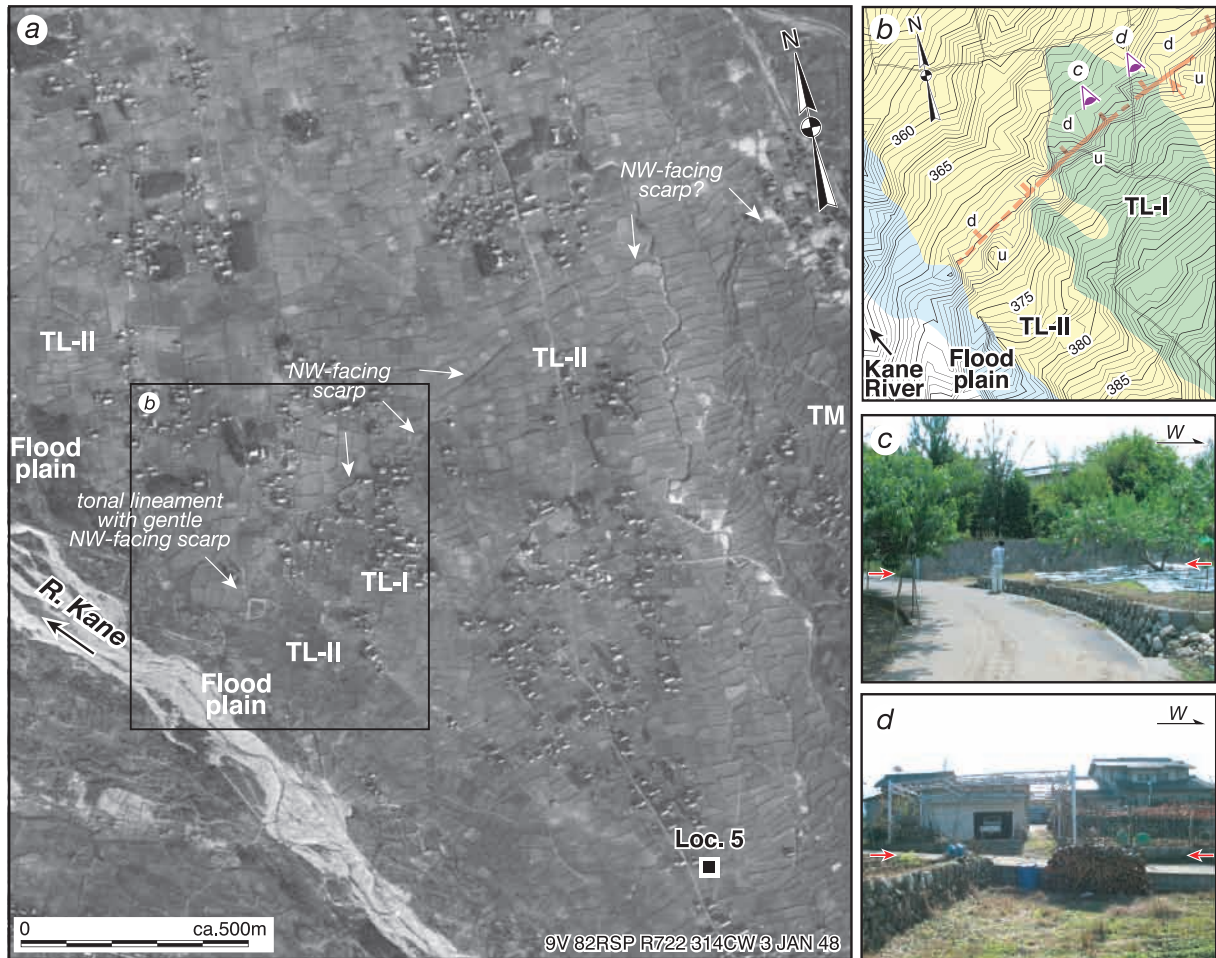 a
N
NW-facing
scarp?
TL-II
NW-facing
scarp
TL-II
b
TM
Flood
plain
tonal lineament
with gentle
NW-facing scarp
TL-I
R. Kane
TL-II
Flood
plain
Loc. 5
0 ca.500m
9V 82RSP R722 314CW 3 JAN 48
b
N
d
d
u
c
d
u
360
365
TL-I
d
u
375
TL-II
380
Kane
River
Flood
plain
385
c
W
d
W